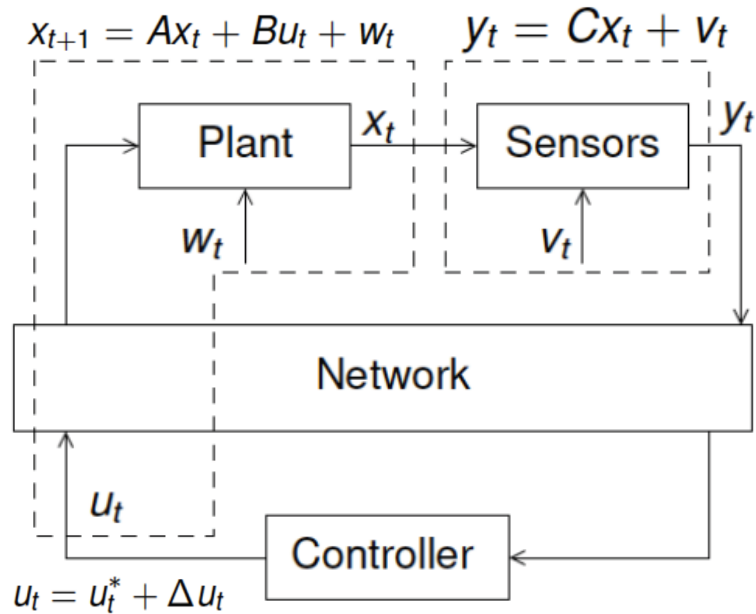 x_{t+1} = Ax_t + Bu_t + w_t
y_t = Cx_t + v_t
Plant
x_t
Sensors
y_t
w_t
v_t
Network
u_t
Controller
u_t = u_t^* + Δu_t